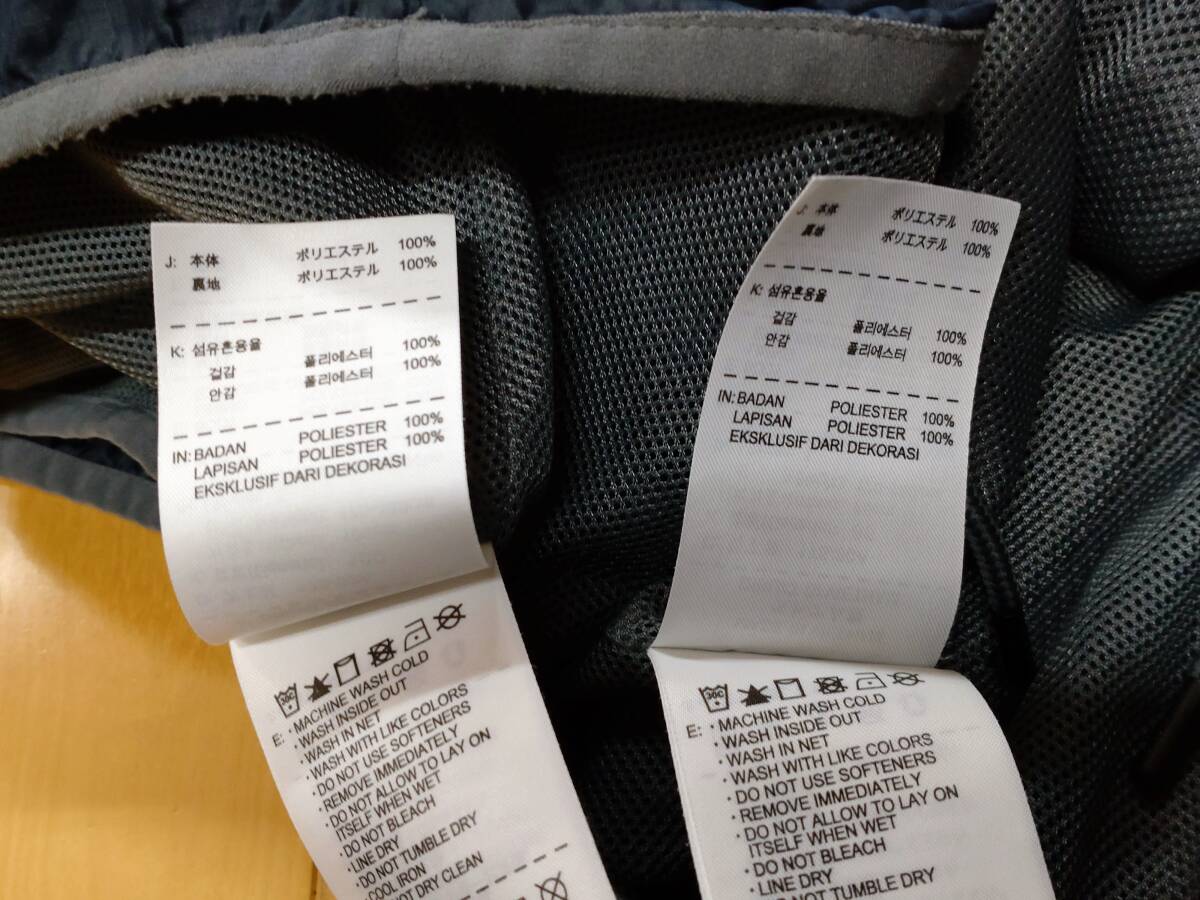 J: 本体 ポリエステル 100%
裏地 ポリエステル 100%
K: 섬유혼용율
겉감 폴리에스터 100%
안감 폴리에스터 100%
IN: BADAN POLIESTER 100%
LAPISAN POLIESTER 100%
EKSKLUSIF DARI DEKORASI
30C
E: · MACHINE WASH COLD
· WASH INSIDE OUT
· WASH IN NET
· WASH WITH LIKE COLORS
· DO NOT USE SOFTENERS
· REMOVE IMMEDIATELY
· DO NOT ALLOW TO LAY ON
ITSELF WHEN WET
· DO NOT BLEACH
· LINE DRY
· DO NOT TUMBLE DRY
· COOL IRON
NOT DRY CLEAN
J: 本体 ポリエステル 100%
裏地 ポリエステル 100%
K: 섬유혼용율
겉감 폴리에스터 100%
안감 폴리에스터 100%
IN: BADAN POLIESTER 100%
LAPISAN POLIESTER 100%
EKSKLUSIF DARI DEKORASI
30C
E: · MACHINE WASH COLD
· WASH INSIDE OUT
· WASH IN NET
· WASH WITH LIKE COLORS
· DO NOT USE SOFTENERS
· REMOVE IMMEDIATELY
· DO NOT ALLOW TO LAY ON
ITSELF WHEN WET
· DO NOT BLEACH
· LINE DRY
NOT TUMBLE DRY